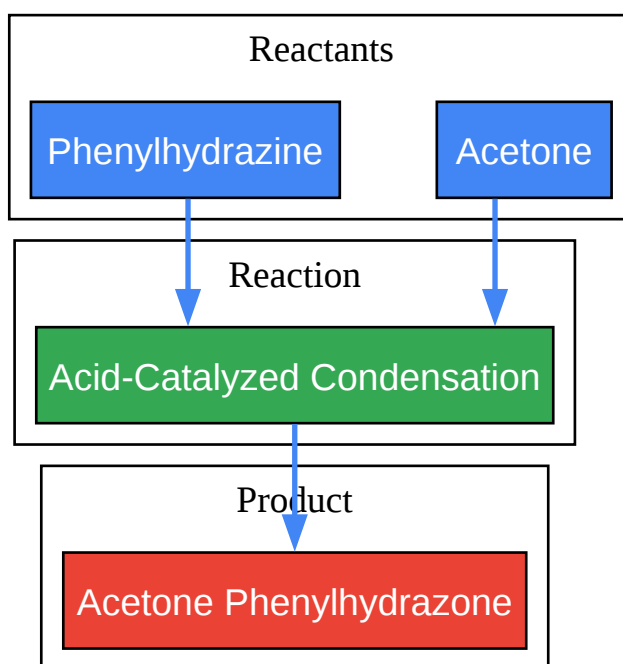 Reactants
Phenylhydrazine
Acetone
Reaction
Acid-Catalyzed Condensation
Product
Acetone Phenylhydrazone